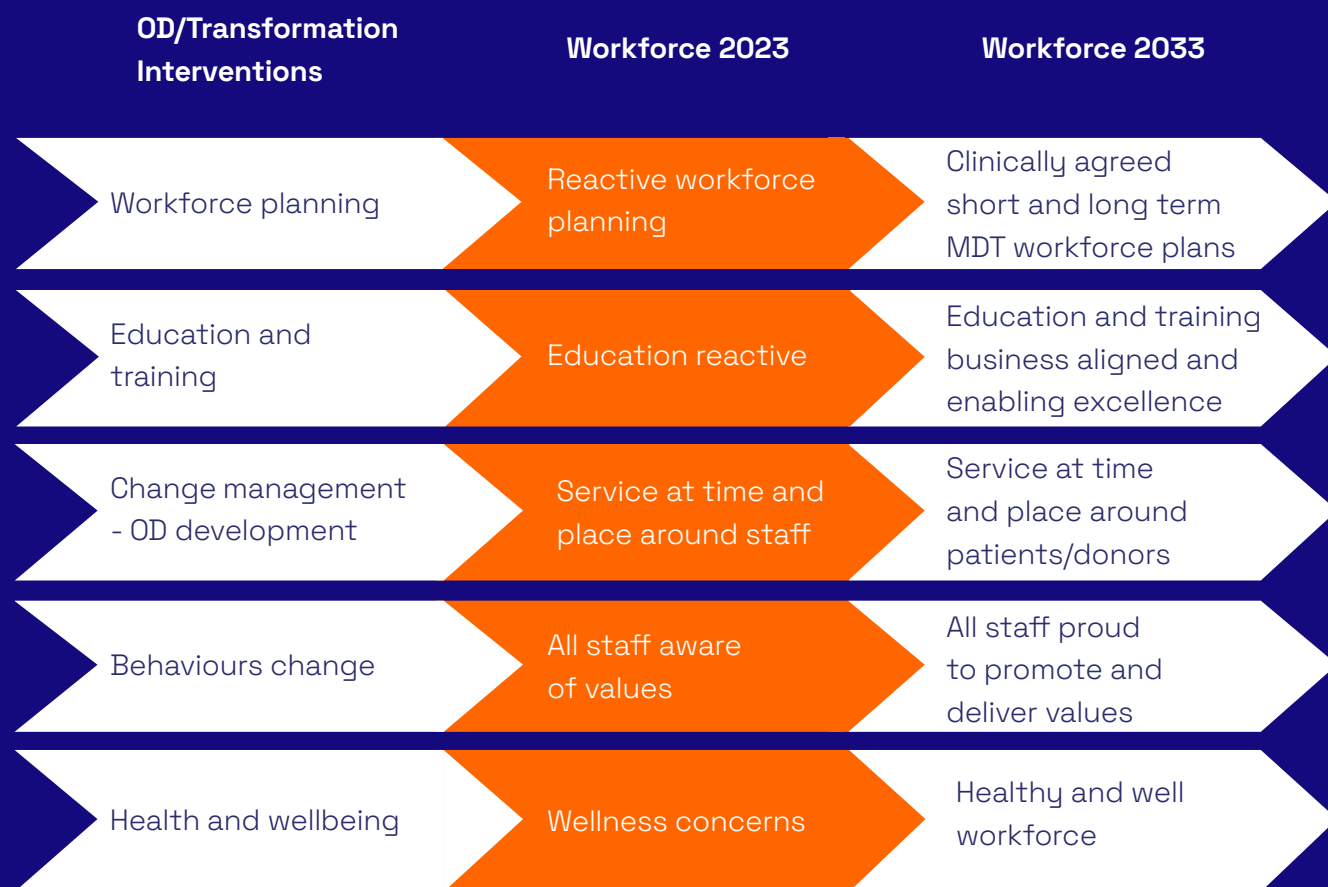 OD/Transformation
Interventions
Workforce 2023
Workforce 2033
Workforce planning
Reactive workforce
planning
Clinically agreed
short and long term
MDT workforce plans
Education and
training
Education reactive
Education and training
business aligned and
enabling excellence
Change management
- OD development
Service at time and
place around staff
Service at time
and place around
patients/donors
Behaviours change
All staff aware
of values
All staff proud
to promote and
deliver values
Health and wellbeing
Wellness concerns
Healthy and well
workforce